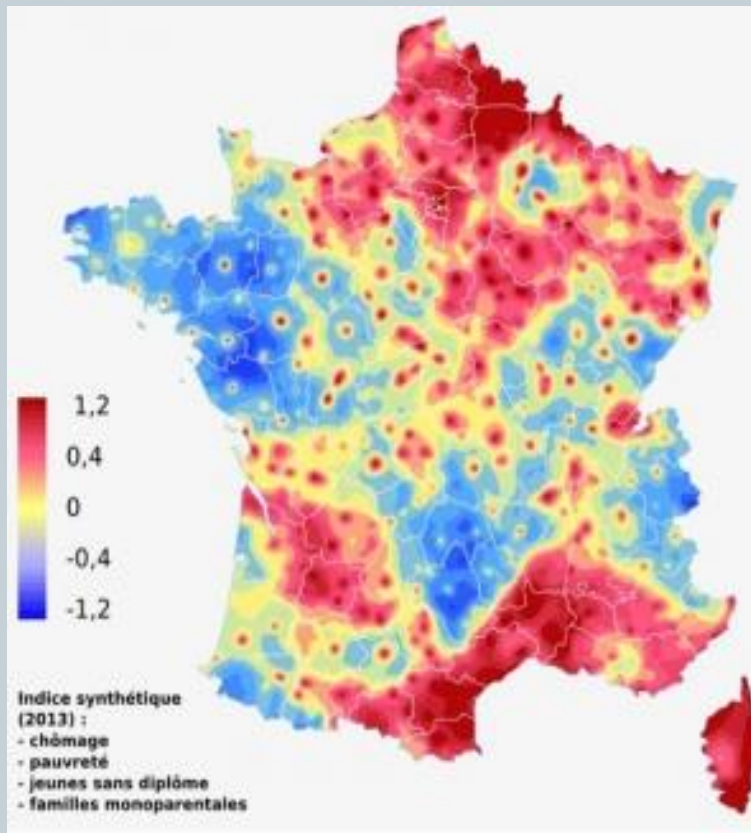 1,2
0,4
0
-0,4
-1,2
Indice synthétique
(2013) :
- chômage
- pauvreté
- jeunes sans diplôme
- familles monoparentales